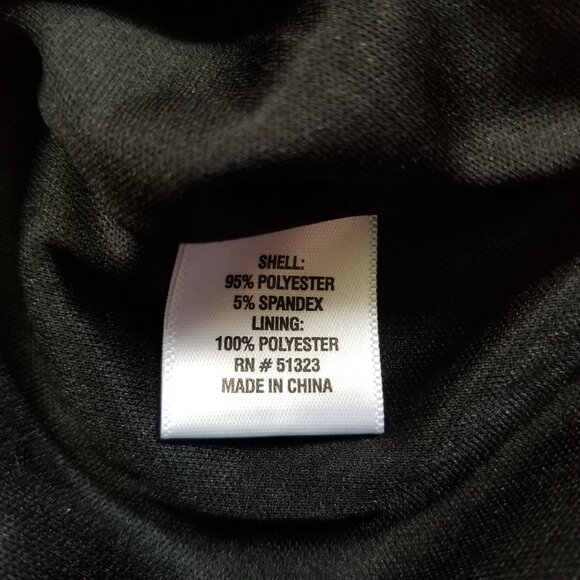 SHELL:
95% POLYESTER
5% SPANDEX
LINING:
100% POLYESTER
RN # 51323
MADE IN CHINA